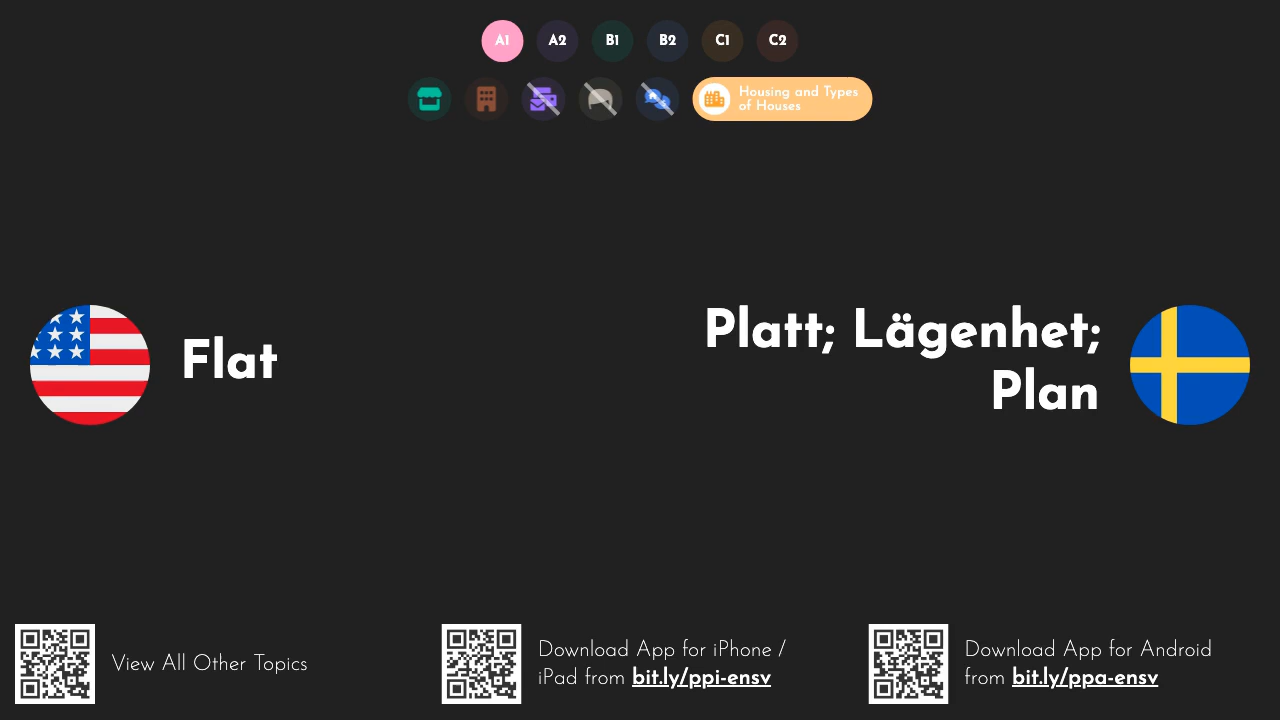 A1 A2 B1 B2 C1 C2
Housing and Types
of Houses
Flat
Platt; Lägenhet;
Plan
View All Other Topics
Download App for iPhone /
iPad from bit.ly/ppi-ensv
Download App for Android
from bit.ly/ppa-ensv